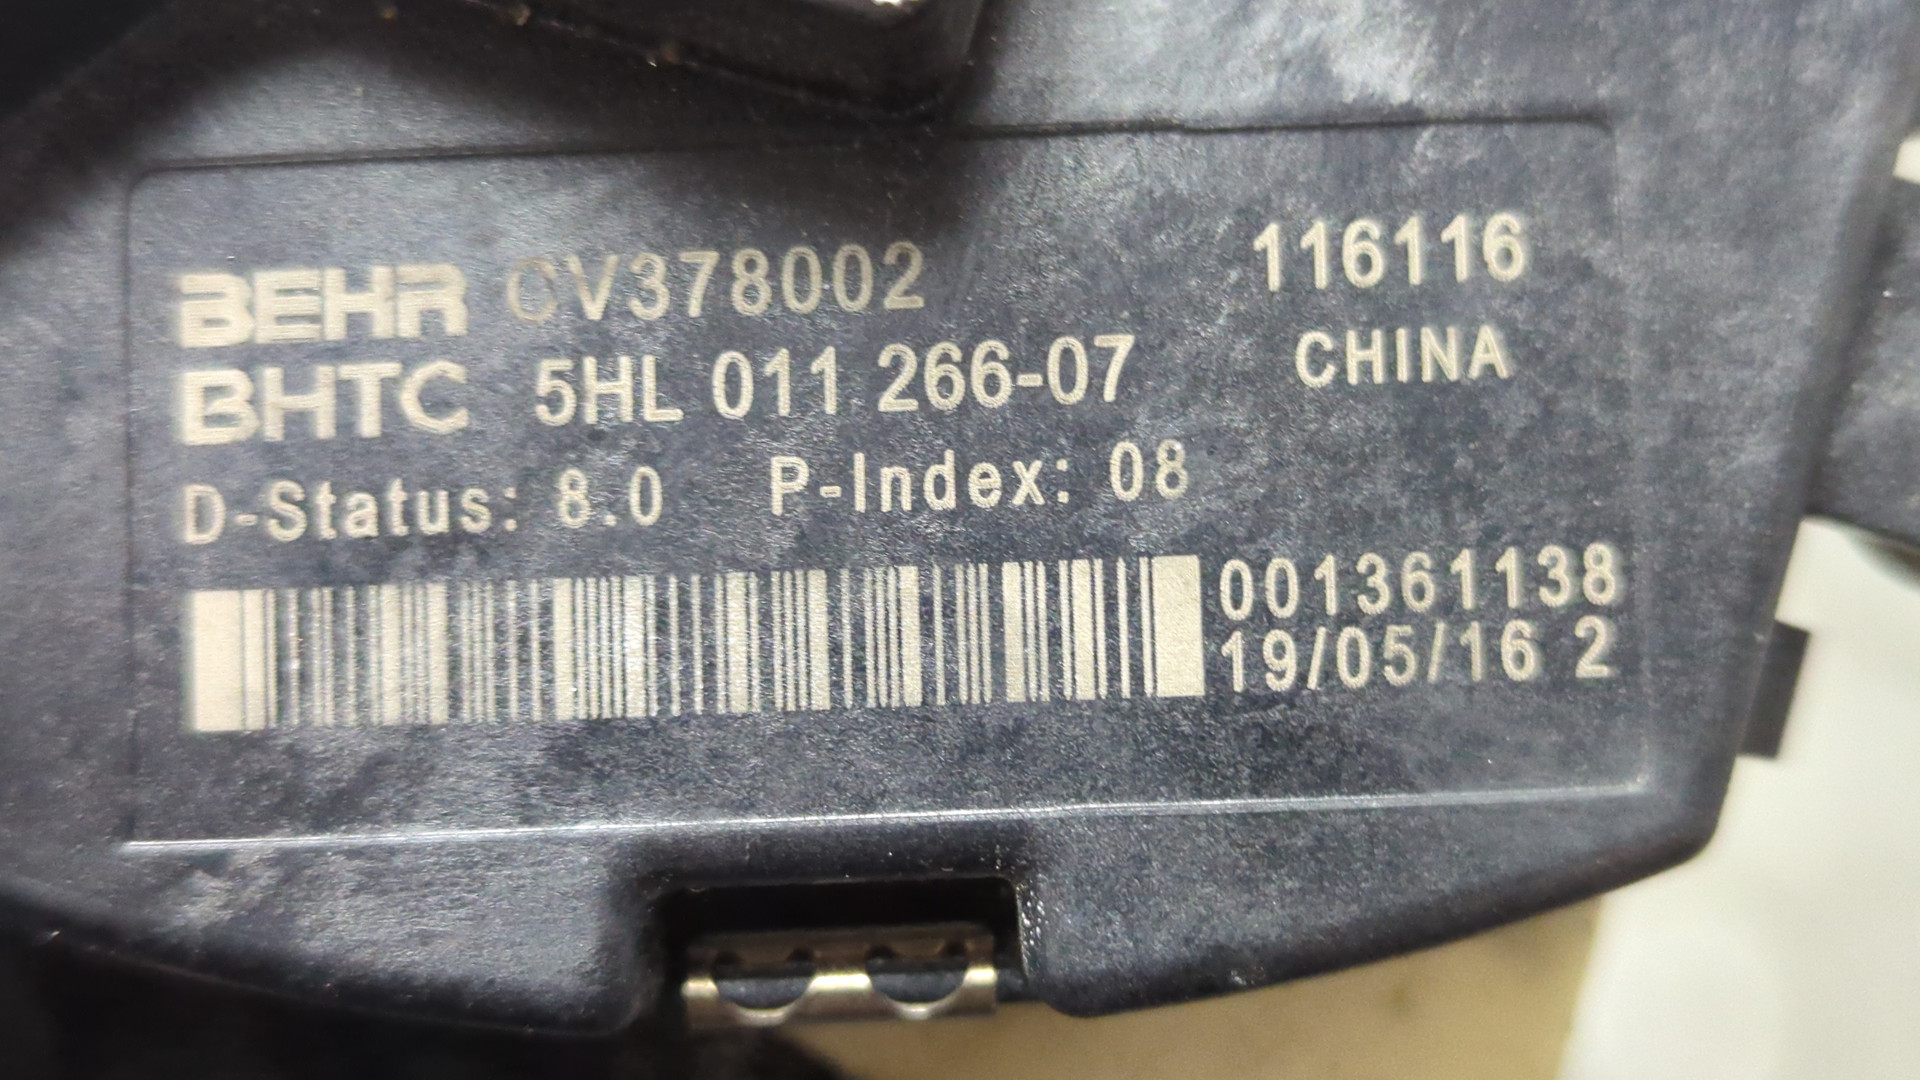 BEHR CV378002 116116
BHTC 5HL 011 266-07 CHINA
D-Status: 8.0 P-Index: 08
001361138
19/05/16 2